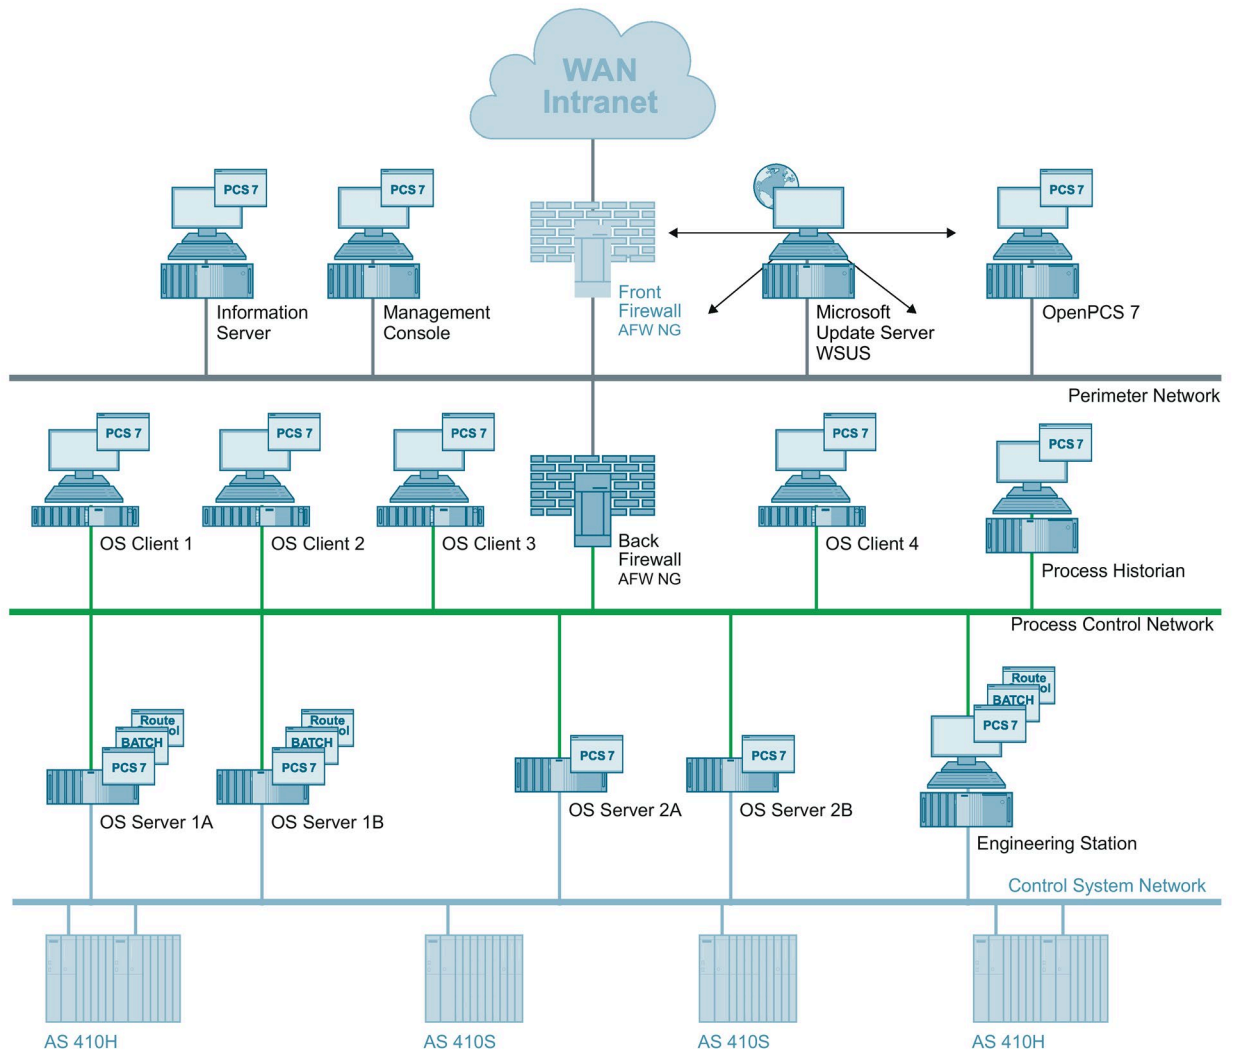 WAN
Intranet
PCS 7
PCS 7
PCS 7
Information
Server
Management
Console
Front
Firewall
AFW NG
Microsoft
Update Server
WSUS
OpenPCS 7
Perimeter Network
PCS 7
PCS 7
PCS 7
PCS 7
PCS 7
OS Client 1
OS Client 2
OS Client 3
Back
Firewall
AFW NG
OS Client 4
Process Historian
Process Control Network
Route
BATCH
PCS 7
Route
BATCH
PCS 7
PCS 7
PCS 7
Route
BATCH
PCS 7
OS Server 1A
OS Server 1B
OS Server 2A
OS Server 2B
Engineering Station
Control System Network
AS 410H
AS 410S
AS 410S
AS 410H